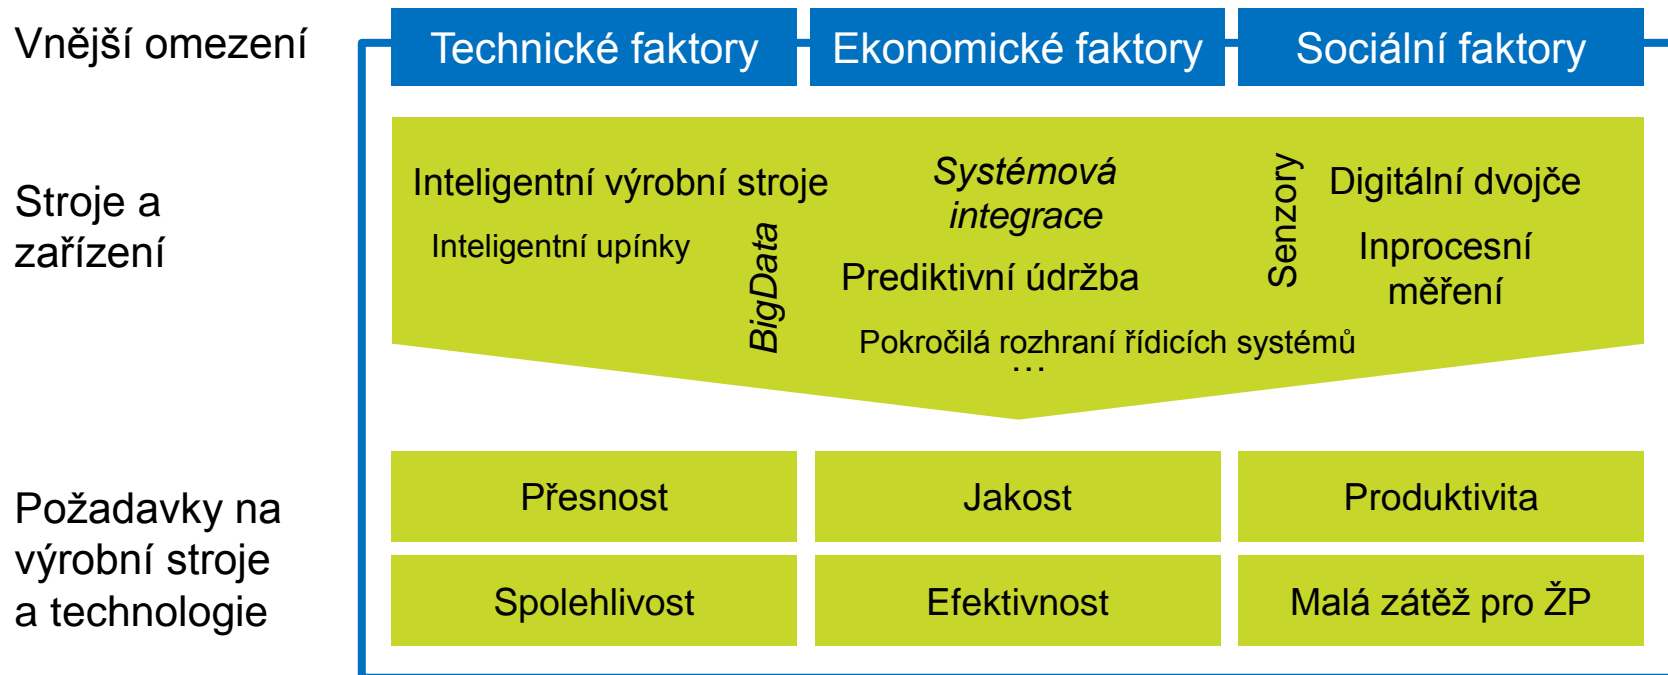 Vnější omezení
Technické faktory
Ekonomické faktory
Sociální faktory
Stroje a
zařízení
Inteligentní výrobní stroje
Inteligentní upínky
BigData
Systémová
integrace
Prediktivní údržba
Pokročilá rozhraní řídicích systémů
...
Senzory
Digitální dvojče
Inprocesní
měření
Požadavky na
výrobní stroje
a technologie
Přesnost
Jakost
Produktivita
Spolehlivost
Efektivnost
Malá zátěž pro ŽP